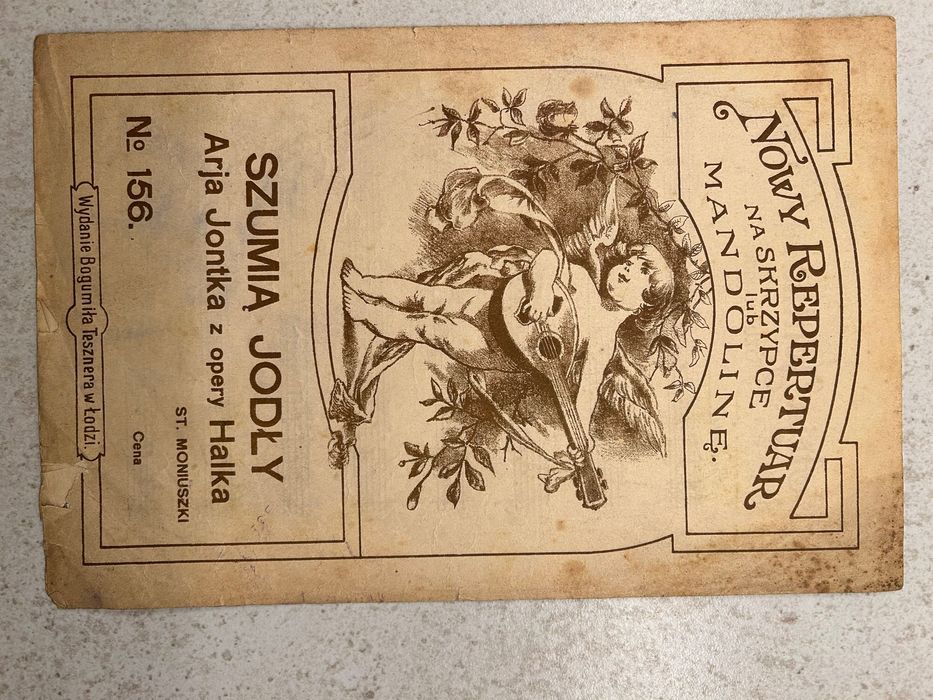 NOWY REPERTUAR
NA SKRZYPCE
lub
MANDOLINĘ.
SZUMIĄ JODŁY
Arja Jontka z opery Halka
ST. MONIUSZKI
No 156.
Cena
Wydanie Bogumiła Tesznera w Łodzi.